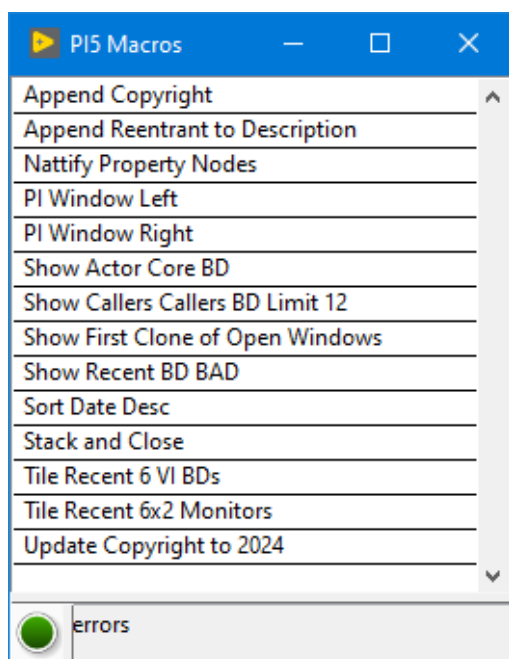 PI5 Macros
Append Copyright
Append Reentrant to Description
Nattify Property Nodes
PI Window Left
PI Window Right
Show Actor Core BD
Show Callers Callers BD Limit 12
Show First Clone of Open Windows
Show Recent BD BAD
Sort Date Desc
Stack and Close
Tile Recent 6 VI BDs
Tile Recent 6x2 Monitors
Update Copyright to 2024
errors